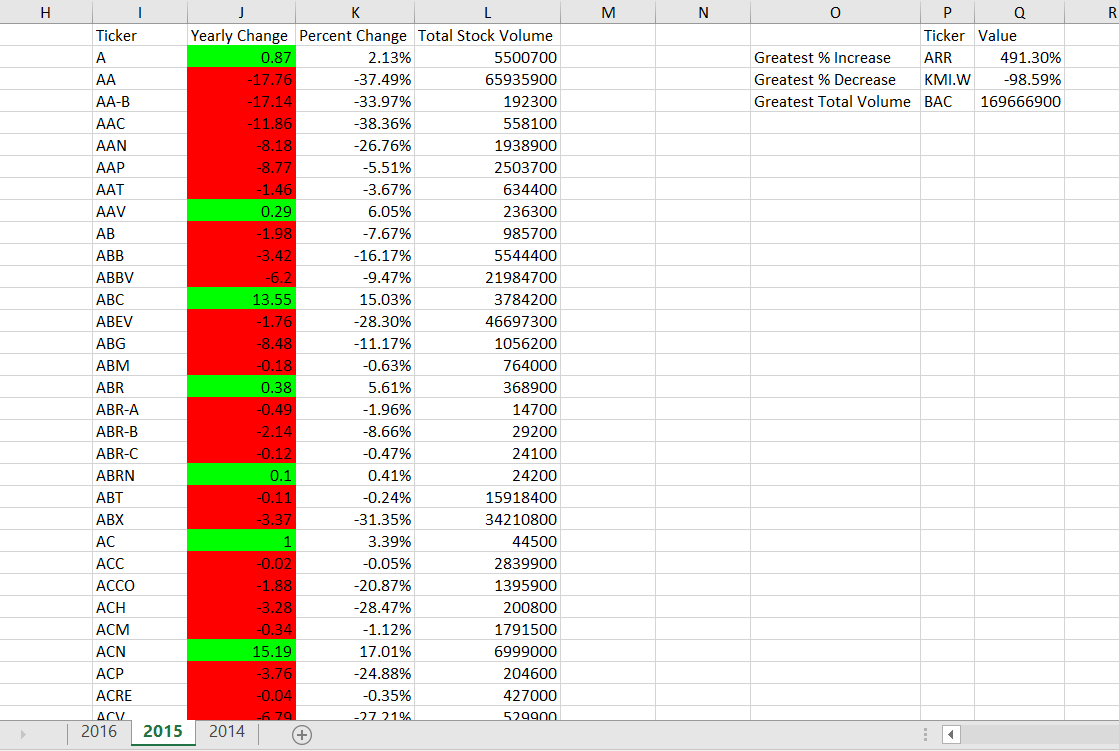 H I J K L M N O P Q R
Ticker Yearly Change Percent Change Total Stock Volume Ticker Value
A 0.87 2.13% 5500700 Greatest % Increase ARR 491.30%
AA -17.76 -37.49% 65935900 Greatest % Decrease KMI.W -98.59%
AA-B -17.14 -33.97% 192300 Greatest Total Volume BAC 169666900
AAC -11.86 -38.36% 558100
AAN -8.18 -26.76% 1938900
AAP -8.77 -5.51% 2503700
AAT -1.46 -3.67% 634400
AAV 0.29 6.05% 236300
AB -1.98 -7.67% 985700
ABB -3.42 -16.17% 5544400
ABBV -6.2 -9.47% 21984700
ABC 13.55 15.03% 3784200
ABEV -1.76 -28.30% 46697300
ABG -8.48 -11.17% 1056200
ABM -0.18 -0.63% 764000
ABR 0.38 5.61% 368900
ABR-A -0.49 -1.96% 14700
ABR-B -2.14 -8.66% 29200
ABR-C -0.12 -0.47% 24100
ABRN 0.1 0.41% 24200
ABT -0.11 -0.24% 15918400
ABX -3.37 -31.35% 34210800
AC 1 3.39% 44500
ACC -0.02 -0.05% 2839900
ACCO -1.88 -20.87% 1395900
ACH -3.28 -28.47% 200800
ACM -0.34 -1.12% 1791500
ACN 15.19 17.01% 6999000
ACP -3.76 -24.88% 204600
ACRE -0.04 -0.35% 427000
ACV -6.79 -27.21% 529900
2016 2015 2014